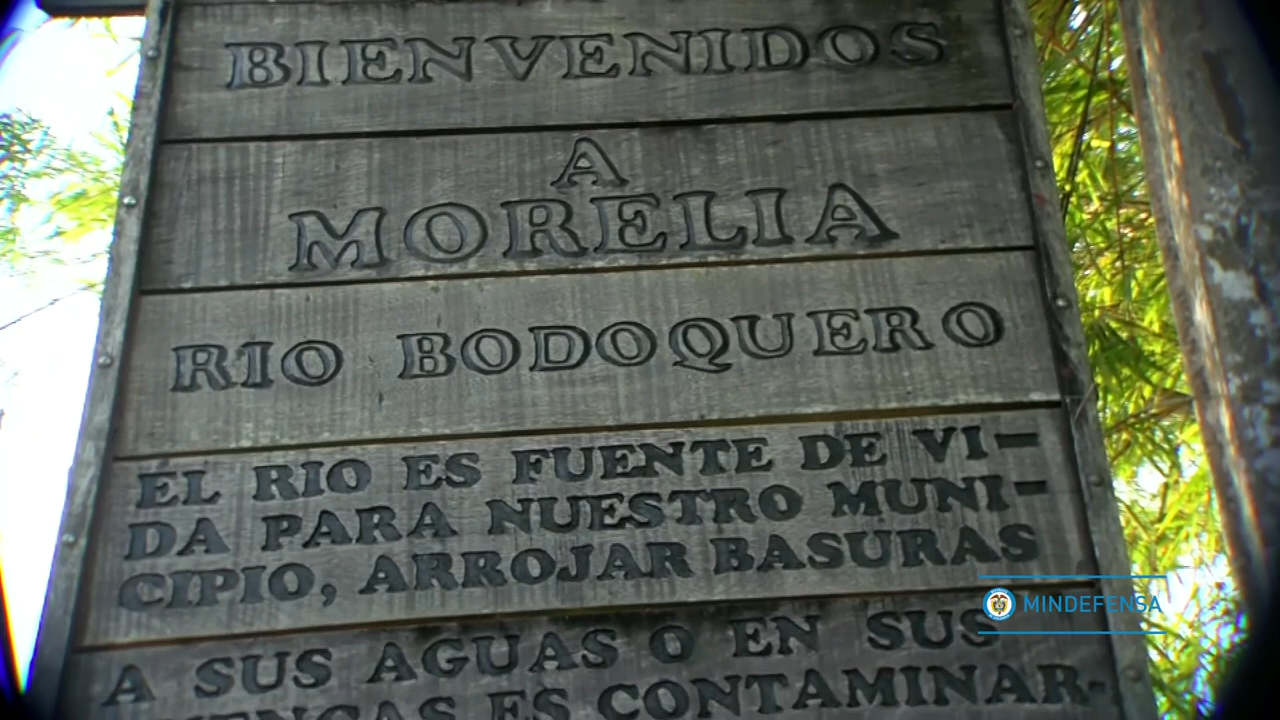 BIENVENIDOS
A
MORELIA
RIO BODOQUERO
EL RIO ES FUENTE DE VI-
DA PARA NUESTRO MUNI-
CIPIO, ARROJAR BASURAS
A SUS AGUAS O EN SUS
ES CONTAMINAR-
MINDEFENSA